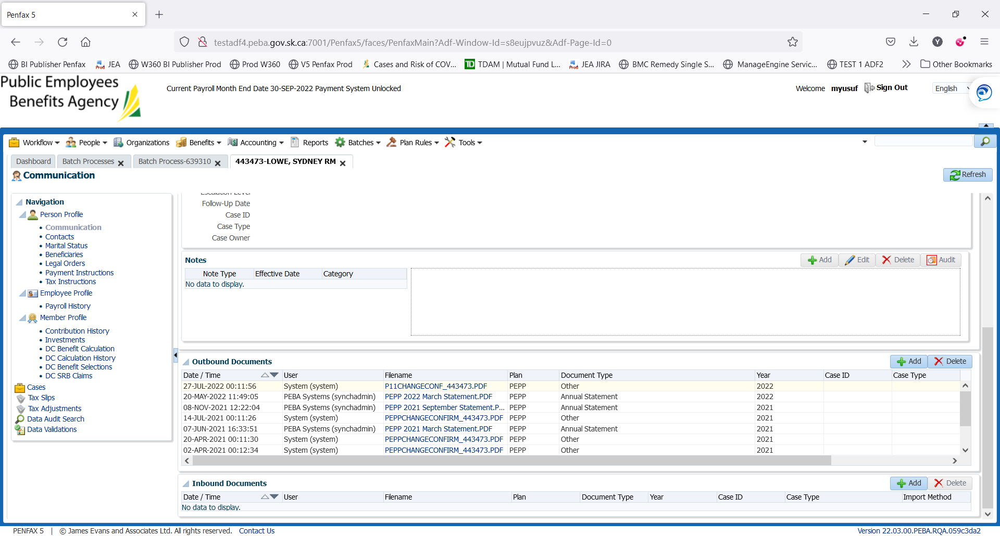 Penfax 5
testadf4.peba.gov.sk.ca:7001/Penfax5/faces/PenfaxMain?Adf-Window-Id=s8eujpvuz&Adf-Page-Id=0
BI Publisher Penfax JEA W360 BI Publisher Prod Prod W360 V5 Penfax Prod Cases and Risk of COV... TD TDAM | Mutual Fund L... JEA JIRA BMC Remedy Single S... ManageEngine Servic... TEST 1 ADF2 Other Bookmarks
Public Employees
Benefits Agency
Current Payroll Month End Date 30-SEP-2022 Payment System Unlocked
Welcome myusuf Sign Out English
Workflow People Organizations Benefits Accounting Reports Batches Plan Rules Tools
Dashboard Batch Processes Batch Process-639310 443473-LOWE, SYDNEY RM
Communication
Refresh
Navigation
Person Profile
Communication
Contacts
Marital Status
Beneficiaries
Legal Orders
Payment Instructions
Tax Instructions
Employee Profile
Payroll History
Member Profile
Contribution History
Investments
DC Benefit Calculation
DC Calculation History
DC Benefit Selections
DC SRB Claims
Cases
Tax Slips
Tax Adjustments
Data Audit Search
Data Validations
Escalation Level
Follow-Up Date
Case ID
Case Type
Case Owner
Notes
Add Edit Delete Audit
Note Type Effective Date Category
No data to display.
Outbound Documents
Add Delete
Date / Time User Filename Plan Document Type Year Case ID Case Type
27-JUL-2022 00:11:56 System (system) P11CHANGECONF_443473.PDF PEPP Other 2022
20-MAY-2022 11:49:05 PEBA Systems (synchadmin) PEPP 2022 March Statement.PDF PEPP Annual Statement 2022
08-NOV-2021 12:22:04 PEBA Systems (synchadmin) PEPP 2021 September Statement.P... PEPP Annual Statement 2021
14-JUL-2021 00:11:26 System (system) PEPPCHANGECONFIRM_443473.PDF PEPP Other 2021
07-JUN-2021 16:33:51 PEBA Systems (synchadmin) PEPP 2021 March Statement.PDF PEPP Annual Statement 2021
20-APR-2021 00:11:30 System (system) PEPPCHANGECONFIRM_443473.PDF PEPP Other 2021
02-APR-2021 00:12:34 System (system) PEPPCHANGECONFIRM_443473.PDF PEPP Other 2021
Inbound Documents
Add Delete
Date / Time User Filename Plan Document Type Year Case ID Case Type Import Method
No data to display.
PENFAX 5 | © James Evans and Associates Ltd. All rights reserved. Contact Us
Version 22.03.00.PEBA.RQA.059c3da2